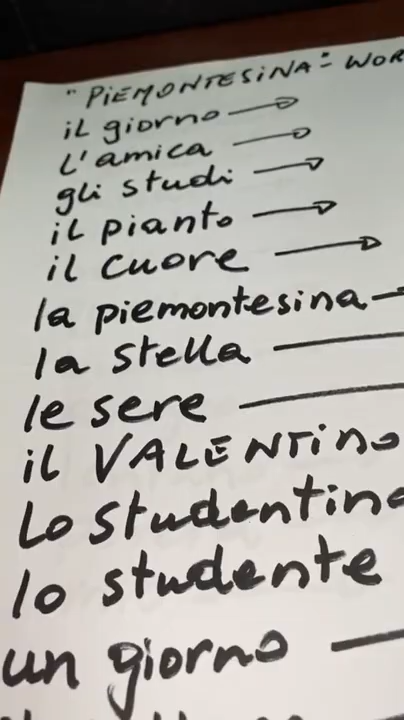 "PIEMONTESINA": WOR
il giorno
l'amica
gli studi
il pianto
il cuore
la piemontesina
la stella
le sere
il VALENTINO
lo studentino
lo studente
un giorno